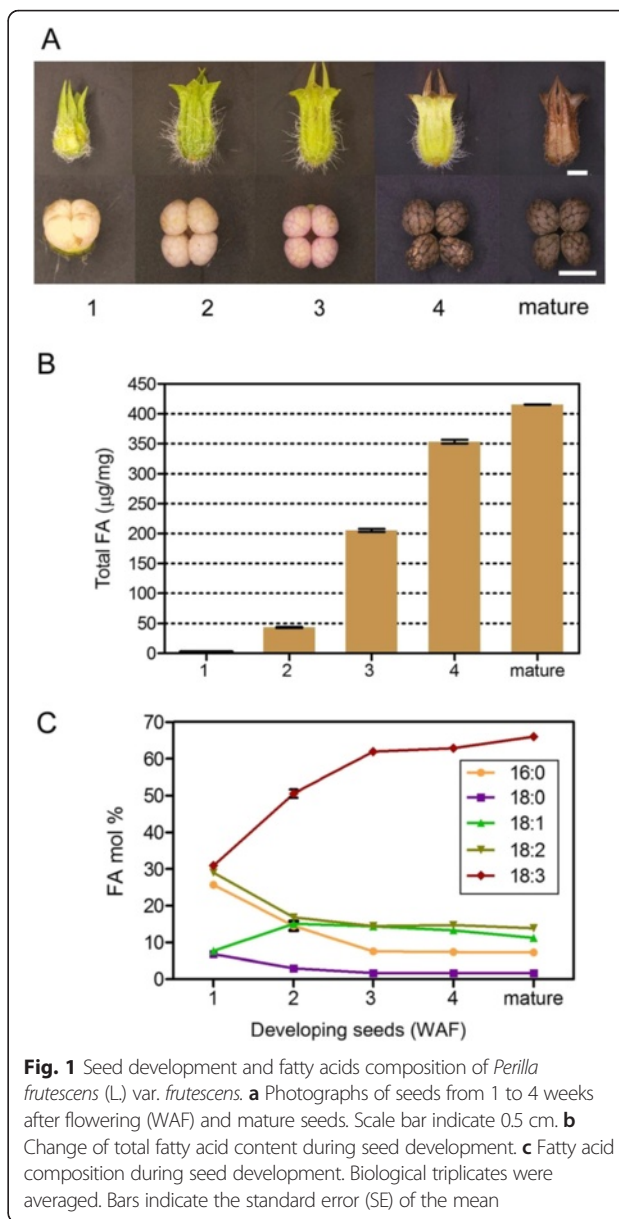 A
1 2 3 4 mature
B
450
400
350
300
250
200
150
100
50
0
Total FA (µg/mg)
1 2 3 4 mature
C
70
60
50
40
30
20
10
0
FA mol %
16:0
18:0
18:1
18:2
18:3
1 2 3 4 mature
Developing seeds (WAF)
Fig. 1 Seed development and fatty acids composition of Perilla
frutescens (L.) var. frutescens. a Photographs of seeds from 1 to 4 weeks
after flowering (WAF) and mature seeds. Scale bar indicate 0.5 cm. b
Change of total fatty acid content during seed development. c Fatty acid
composition during seed development. Biological triplicates were
averaged. Bars indicate the standard error (SE) of the mean